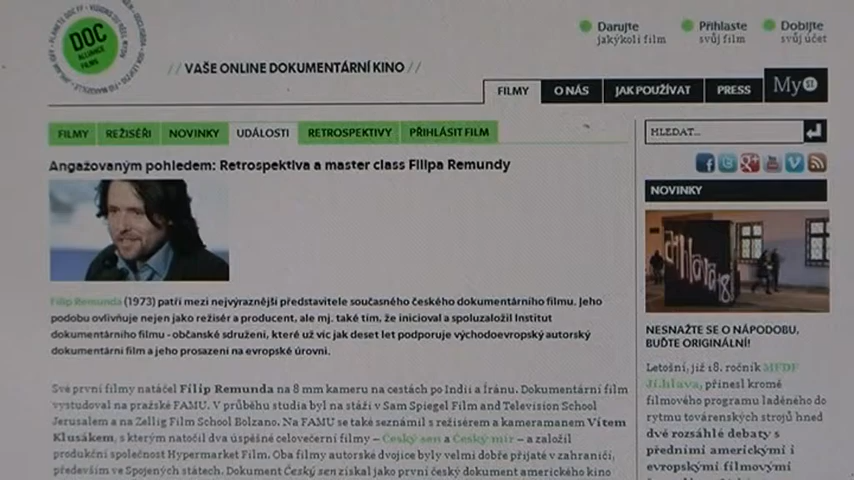 DOC
ALLIANCE
FILMS
// VAŠE ONLINE DOKUMENTÁRNÍ KINO //
Darujte
jakýkoli film
Přihlaste
svůj film
Dobijte
svůj účet
FILMY
O NÁS
JAK POUŽÍVAT
PRESS
My
FILMY
REŽISÉŘI
NOVINKY
UDÁLOSTI
RETROSPEKTIVY
PŘIHLÁSIT FILM
HLEDAT...
Angažovaným pohledem: Retrospektiva a master class Filipa Remundy
Filip Remunda (1973) patří mezi nejvýraznější představitele současného českého dokumentárního filmu. Jeho
podobu ovlivňuje nejen jako režisér a producent, ale mj. také tím, že inicioval a spoluzaložil Institut
dokumentárního filmu - občanské sdružení, které už víc jak deset let podporuje východoevropský autorský
dokumentární film a jeho prosazení na evropské úrovni.
Své první filmy natáčel Filip Remunda na 8 mm kameru na cestách po Indii a Íránu. Dokumentární film
vystudoval na pražské FAMU. V průběhu studia byl na stáži v Sam Spiegel Film and Television School
Jerusalem a na Zellig Film School Bolzano. Na FAMU se také seznámil s režisérem a kameramanem Vítem
Klusákem, s kterým natočil dva úspěšné celovečerní filmy – Český sen a Český mír – a založil
produkční společnost Hypermarket Film. Oba filmy autorské dvojice byly velmi dobře přijaté v zahraničí,
především ve Spojených státech. Dokument Český sen získal jako první český dokument amerického kino
NOVINKY
NESNAŽTE SE O NÁPODOBU,
BUĎTE ORIGINÁLNÍ!
Letošní, již 18. ročník MFDF
Ji.hlava, přinesl kromě
filmového programu laděného do
rytmu továrenských strojů hned
dvě rozsáhlé debaty s
předními americkými i
evropskými filmovými